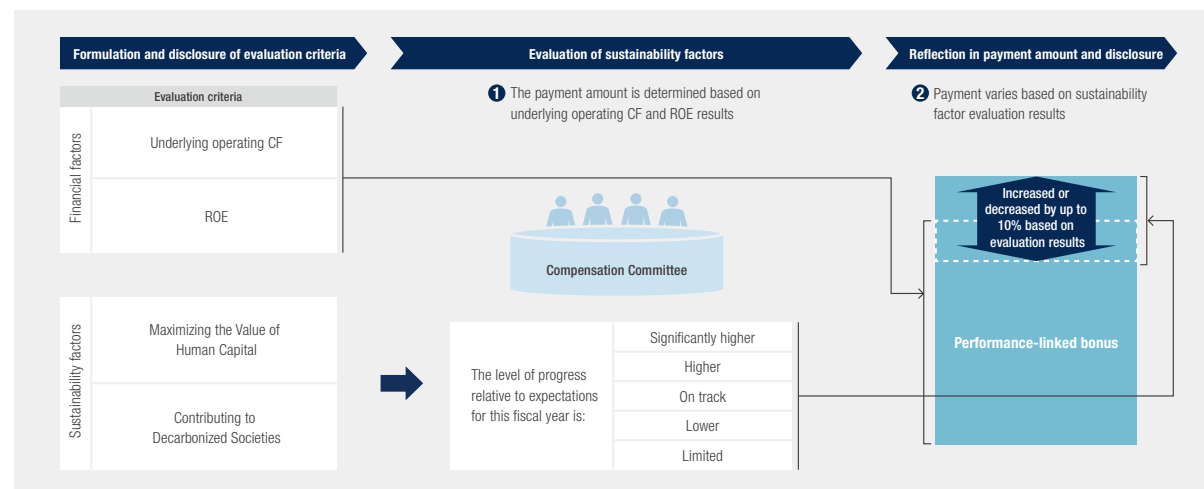 Formulation and disclosure of evaluation criteria
Evaluation of sustainability factors
Reflection in payment amount and disclosure
Evaluation criteria
Financial factors
Underlying operating CF
ROE
Sustainability factors
Maximizing the Value of
Human Capital
Contributing to
Decarbonized Societies
1 The payment amount is determined based on
underlying operating CF and ROE results
Compensation Committee
The level of progress
relative to expectations
for this fiscal year is:
Significantly higher
Higher
On track
Lower
Limited
2 Payment varies based on sustainability
factor evaluation results
Increased or
decreased by up to
10% based on
evaluation results
Performance-linked bonus